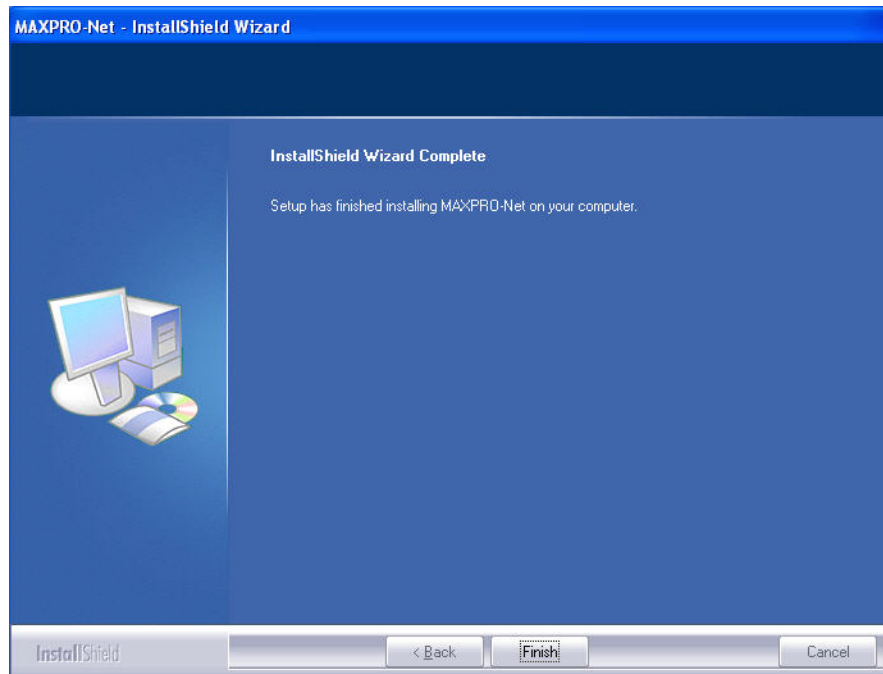 MAXPRO-Net - InstallShield Wizard
InstallShield Wizard Complete
Setup has finished installing MAXPRO-Net on your computer.
InstallShield
< Back
Finish
Cancel